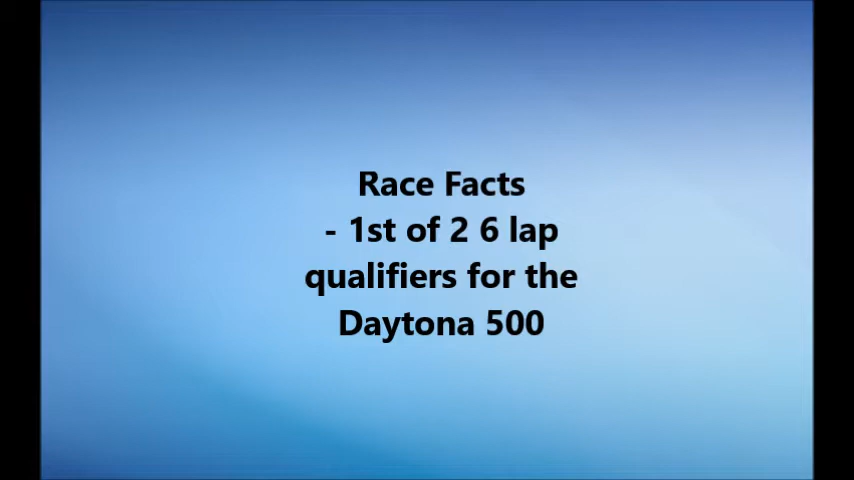 Race Facts
- 1st of 2 6 lap
qualifiers for the
Daytona 500